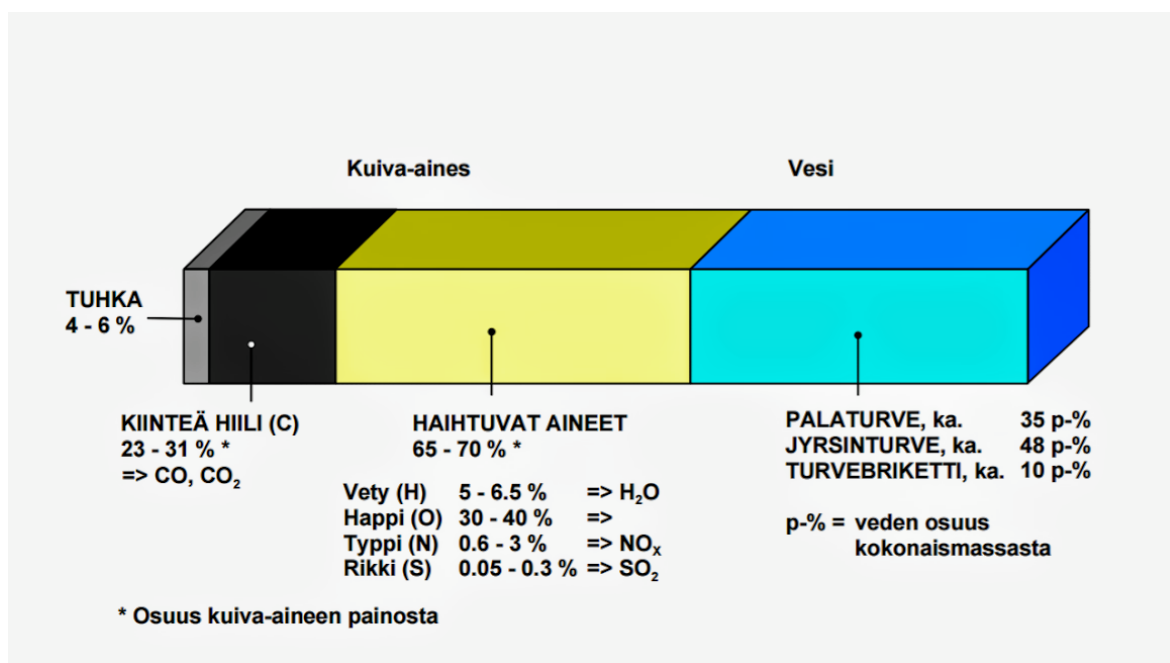 Kuiva-aines
Vesi
TUHKA
4 - 6 %
KIINTEÄ HIILI (C)
23 - 31 % *
=> CO, CO₂
HAIHTUVAT AINEET
65 - 70 % *
Vety (H) 5 - 6.5 % => H₂O
Happi (O) 30 - 40 % =>
Typpi (N) 0.6 - 3 % => NOₓ
Rikki (S) 0.05 - 0.3 % => SO₂
PALATURVE, ka. 35 p-%
JYRSINTURVE, ka. 48 p-%
TURVEBRIKETTI, ka. 10 p-%
p-% = veden osuus
kokonaismassasta
* Osuus kuiva-aineen painosta